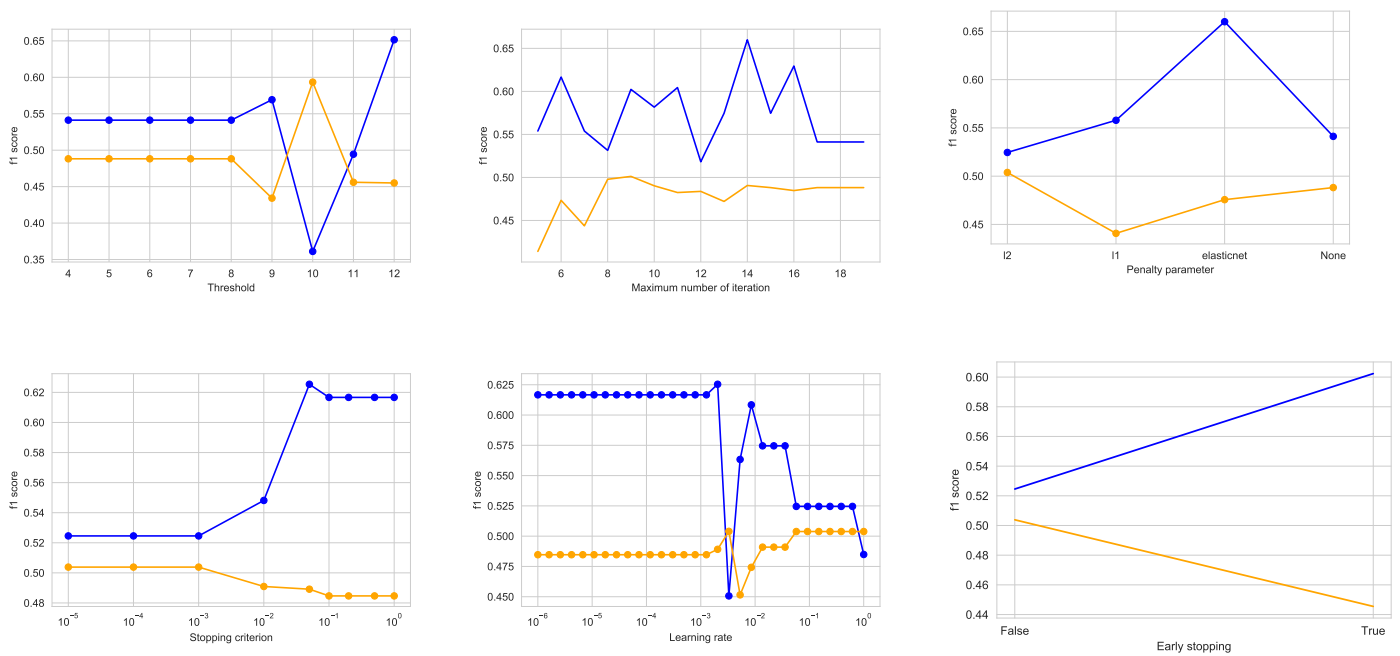 f1 score
0.65
0.60
0.55
0.50
0.45
0.40
0.35
4 5 6 7 8 9 10 11 12
Threshold
f1 score
0.65
0.60
0.55
0.50
0.45
6 8 10 12 14 16 18
Maximum number of iteration
f1 score
0.65
0.60
0.55
0.50
0.45
l2 l1 elasticnet None
Penalty parameter
f1 score
0.62
0.60
0.58
0.56
0.54
0.52
0.50
0.48
10⁻⁵ 10⁻⁴ 10⁻³ 10⁻² 10⁻¹ 10⁰
Stopping criterion
f1 score
0.625
0.600
0.575
0.550
0.525
0.500
0.475
0.450
10⁻⁶ 10⁻⁵ 10⁻⁴ 10⁻³ 10⁻² 10⁻¹ 10⁰
Learning rate
f1 score
0.60
0.58
0.56
0.54
0.52
0.50
0.48
0.46
0.44
False True
Early stopping